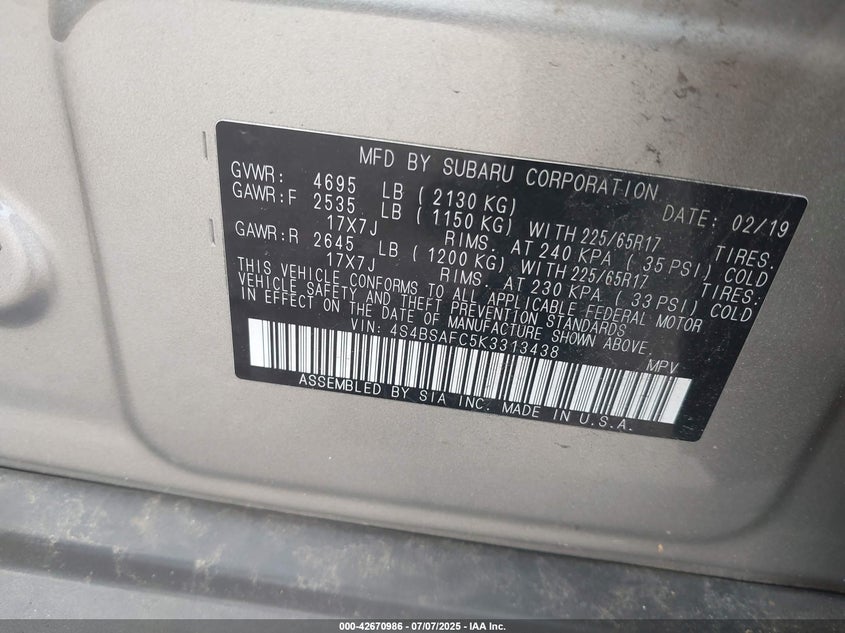 MFD BY SUBARU CORPORATION DATE: 02/19
GVWR: 4695 LB ( 2130 KG)
GAWR:F 2535 LB ( 1150 KG) WITH 225/65R17 TIRES.
17X7J RIMS. AT 240 KPA ( 35 PSI) COLD
GAWR:R 2645 LB ( 1200 KG) WITH 225/65R17 TIRES.
17X7J RIMS. AT 230 KPA ( 33 PSI) COLD
THIS VEHICLE CONFORMS TO ALL APPLICABLE FEDERAL MOTOR
VEHICLE SAFETY AND THEFT PREVENTION STANDARDS
IN EFFECT ON THE DATE OF MANUFACTURE SHOWN ABOVE.
VIN: 4S4BSAFC5K3313438 MPV
ASSEMBLED BY SIA INC. MADE IN U.S.A.
000-42670986 - 07/07/2025 - IAA Inc.